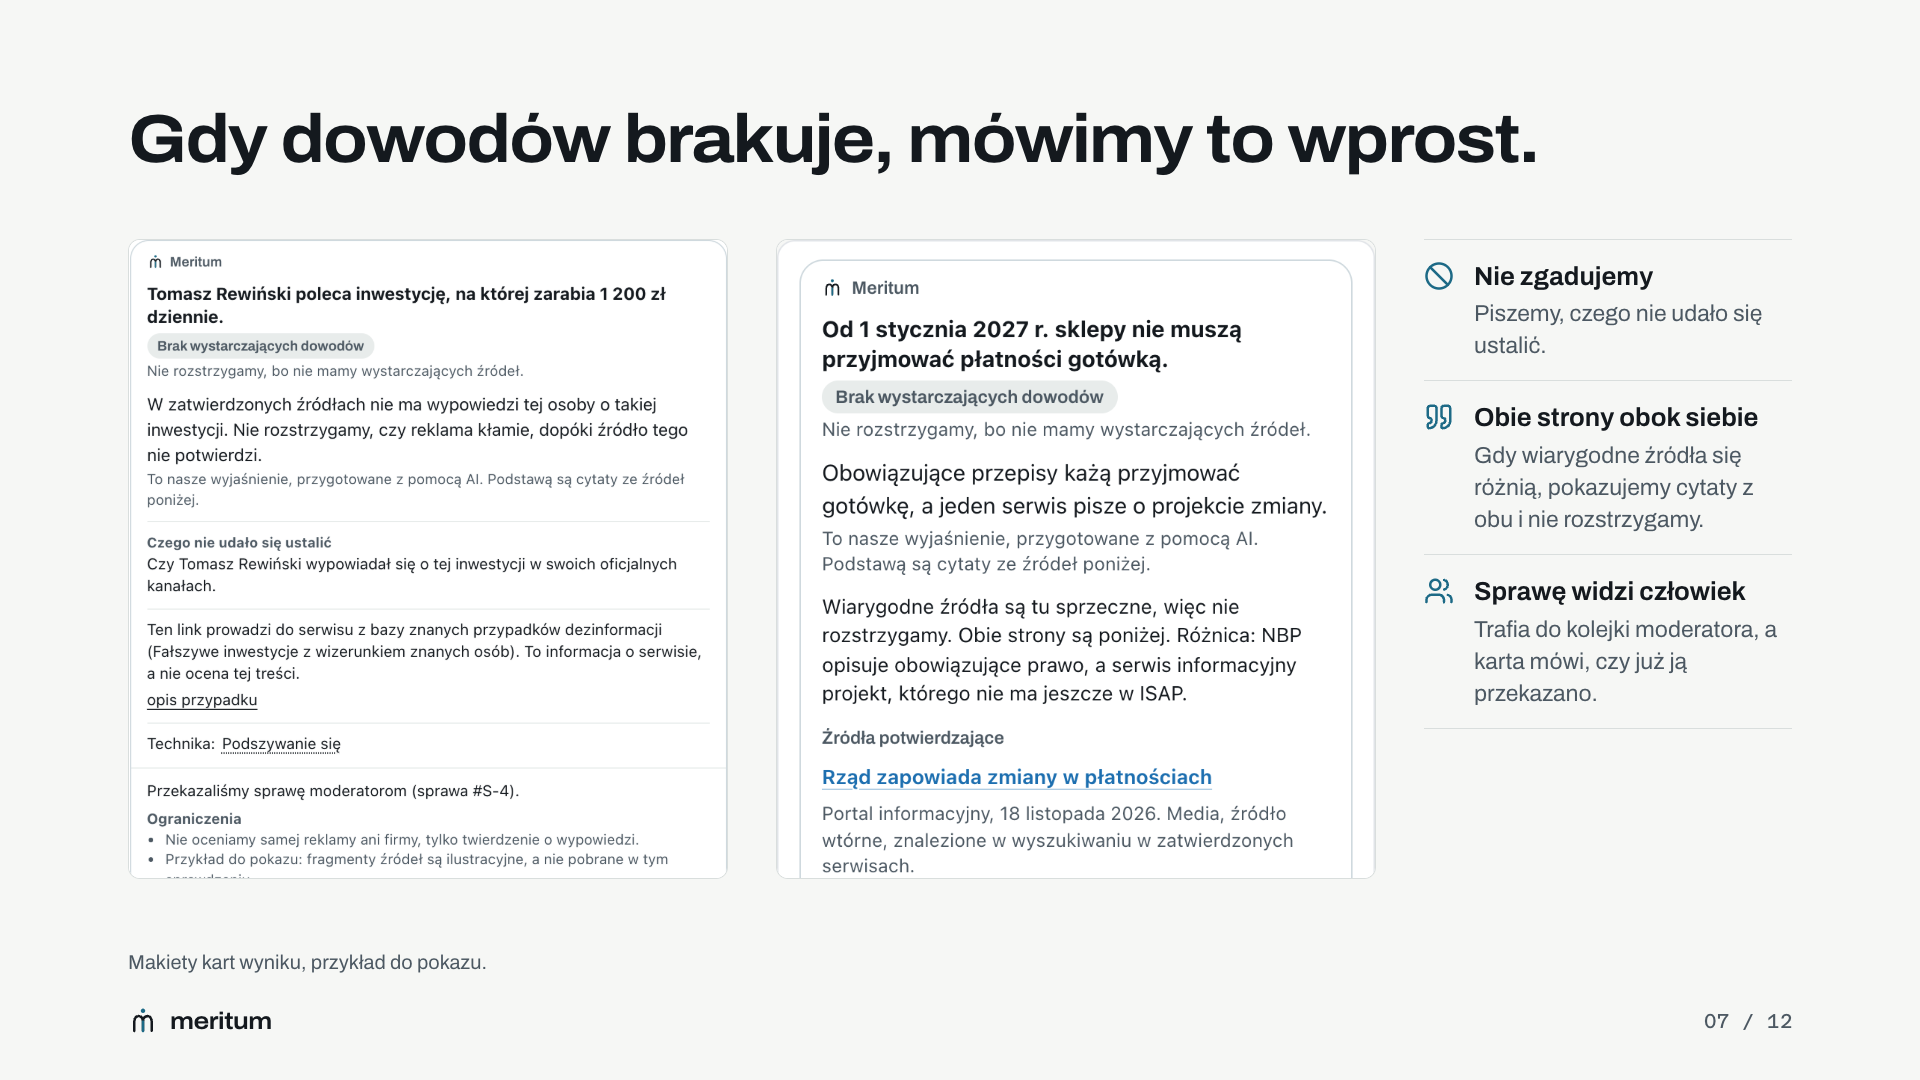 Gdy dowodów brakuje, mówimy to wprost.
Meritum
Tomasz Rewiński poleca inwestycję, na której zarabia 1 200 zł
dziennie.
Brak wystarczających dowodów
Nie rozstrzygamy, bo nie mamy wystarczających źródeł.
W zatwierdzonych źródłach nie ma wypowiedzi tej osoby o takiej
inwestycji. Nie rozstrzygamy, czy reklama kłamie, dopóki źródło tego
nie potwierdzi.
To nasze wyjaśnienie, przygotowane z pomocą AI. Podstawą są cytaty ze źródeł
poniżej.
Czego nie udało się ustalić
Czy Tomasz Rewiński wypowiadał się o tej inwestycji w swoich oficjalnych
kanałach.
Ten link prowadzi do serwisu z bazy znanych przypadków dezinformacji
(Fałszywe inwestycje z wizerunkiem znanych osób). To informacja o serwisie,
a nie ocena tej treści.
opis przypadku
Technika: Podszywanie się
Przekazaliśmy sprawę moderatorom (sprawa #S-4).
Ograniczenia
• Nie oceniamy samej reklamy ani firmy, tylko twierdzenie o wypowiedzi.
• Przykład do pokazu: fragmenty źródeł są ilustracyjne, a nie pobrane w tym
Meritum
Od 1 stycznia 2027 r. sklepy nie muszą
przyjmować płatności gotówką.
Brak wystarczających dowodów
Nie rozstrzygamy, bo nie mamy wystarczających źródeł.
Obowiązujące przepisy każą przyjmować
gotówkę, a jeden serwis pisze o projekcie zmiany.
To nasze wyjaśnienie, przygotowane z pomocą AI.
Podstawą są cytaty ze źródeł poniżej.
Wiarygodne źródła są tu sprzeczne, więc nie
rozstrzygamy. Obie strony są poniżej. Różnica: NBP
opisuje obowiązujące prawo, a serwis informacyjny
projekt, którego nie ma jeszcze w ISAP.
Źródła potwierdzające
Rząd zapowiada zmiany w płatnościach
Portal informacyjny, 18 listopada 2026. Media, źródło
wtórne, znalezione w wyszukiwaniu w zatwierdzonych
serwisach.
Nie zgadujemy
Piszemy, czego nie udało się
ustalić.
Obie strony obok siebie
Gdy wiarygodne źródła się
różnią, pokazujemy cytaty z
obu i nie rozstrzygamy.
Sprawę widzi człowiek
Trafia do kolejki moderatora, a
karta mówi, czy już ją
przekazano.
Makiety kart wyniku, przykład do pokazu.
meritum
07 / 12